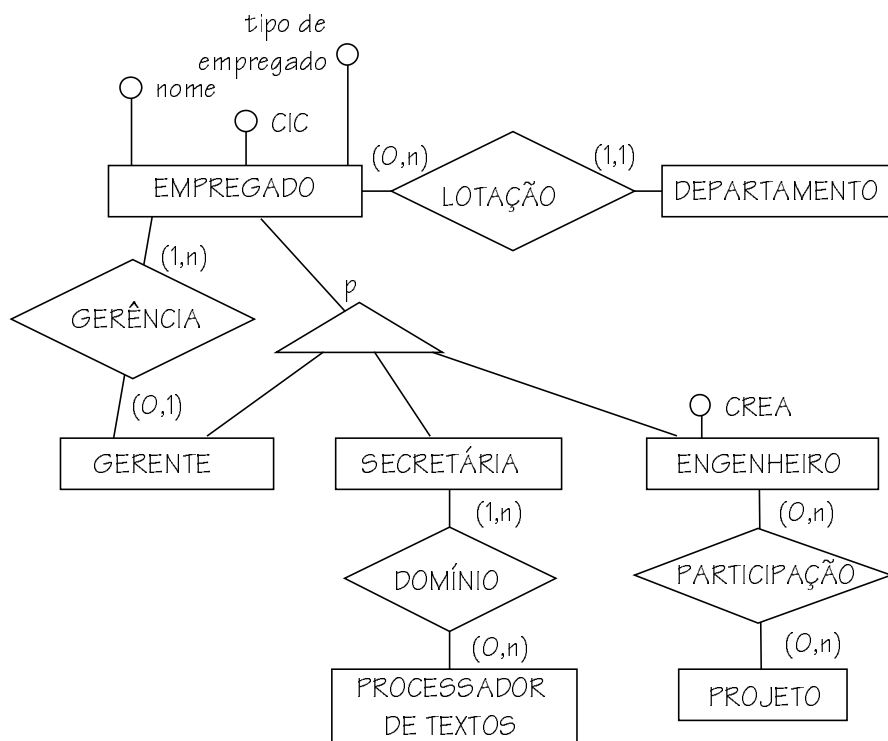 tipo de
empregado
nome
CIC
(0,n)
(1,1)
EMPREGADO
LOTAÇÃO
DEPARTAMENTO
(1,n)
p
GERÊNCIA
(0,1)
CREA
GERENTE
SECRETÁRIA
ENGENHEIRO
(1,n)
(0,n)
DOMÍNIO
PARTICIPAÇÃO
(0,n)
(0,n)
PROCESSADOR
DE TEXTOS
PROJETO